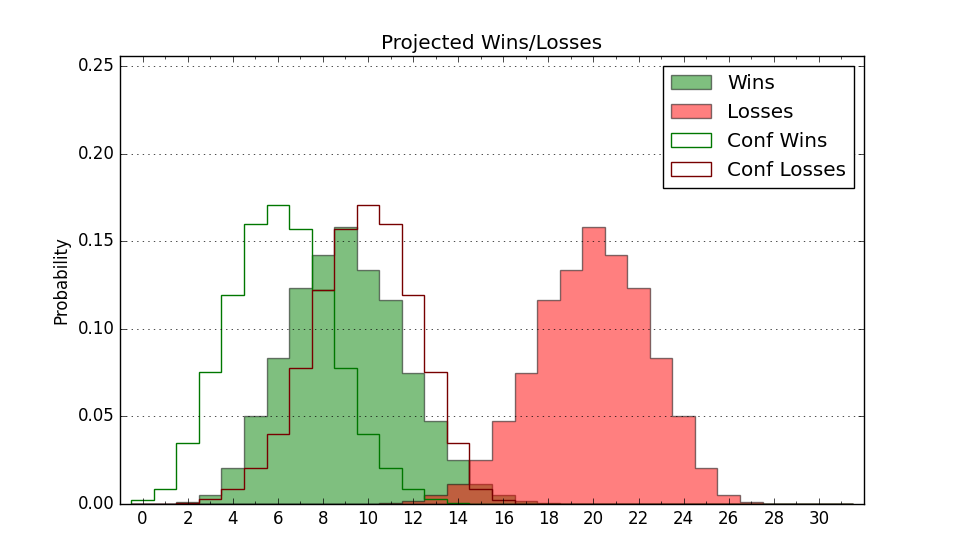 Projected Wins/Losses
Probability
0.25
0.20
0.15
0.10
0.05
0.00
0 2 4 6 8 10 12 14 16 18 20 22 24 26 28 30
Wins
Losses
Conf Wins
Conf Losses